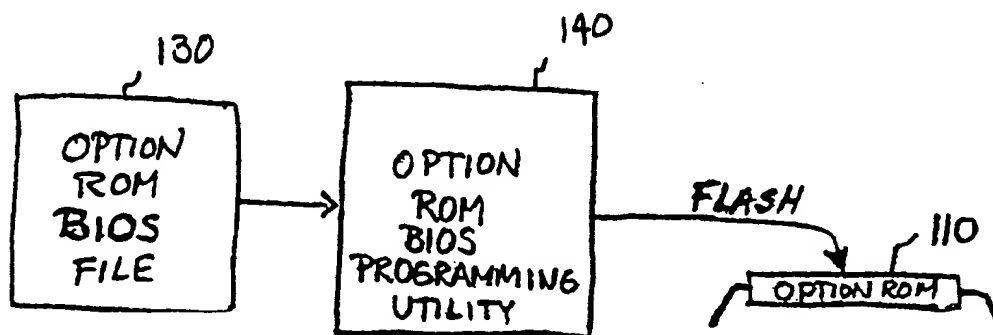 130
140
OPTION
ROM
BIOS
FILE
OPTION
ROM
BIOS
PROGRAMMING
UTILITY
FLASH
110
OPTION ROM